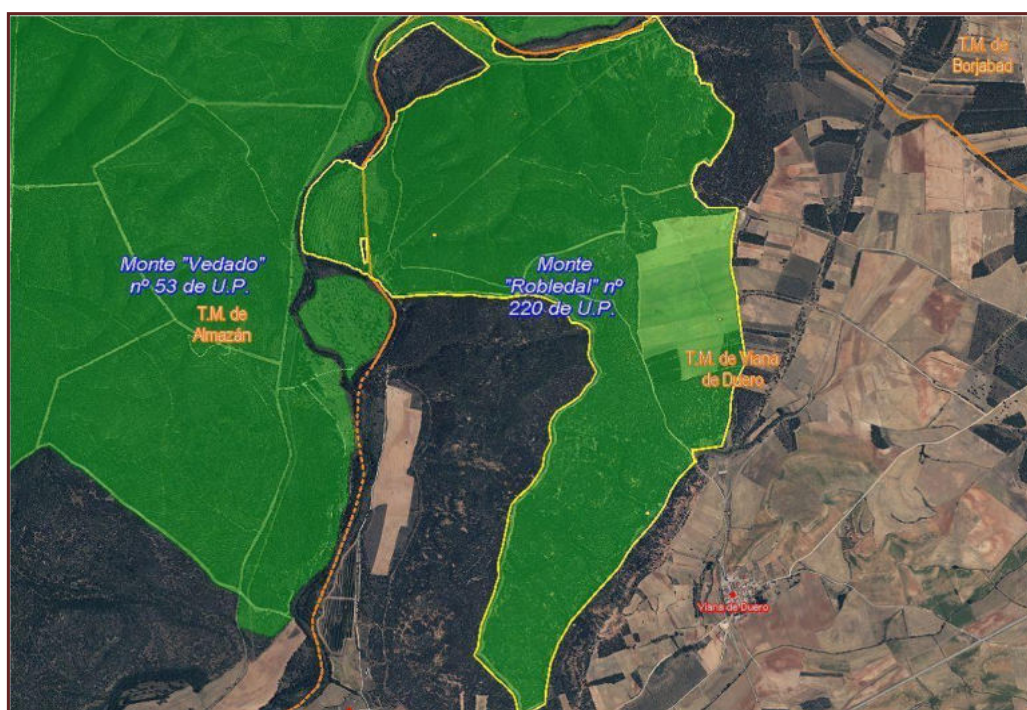 T.M. de
Borjabad
Monte "Vedado"
nº 53 de U.P.
T.M. de
Almazán
Monte
"Robledal" nº
220 de U.P.
T.M. de Viana
de Duero
Viana de Duero